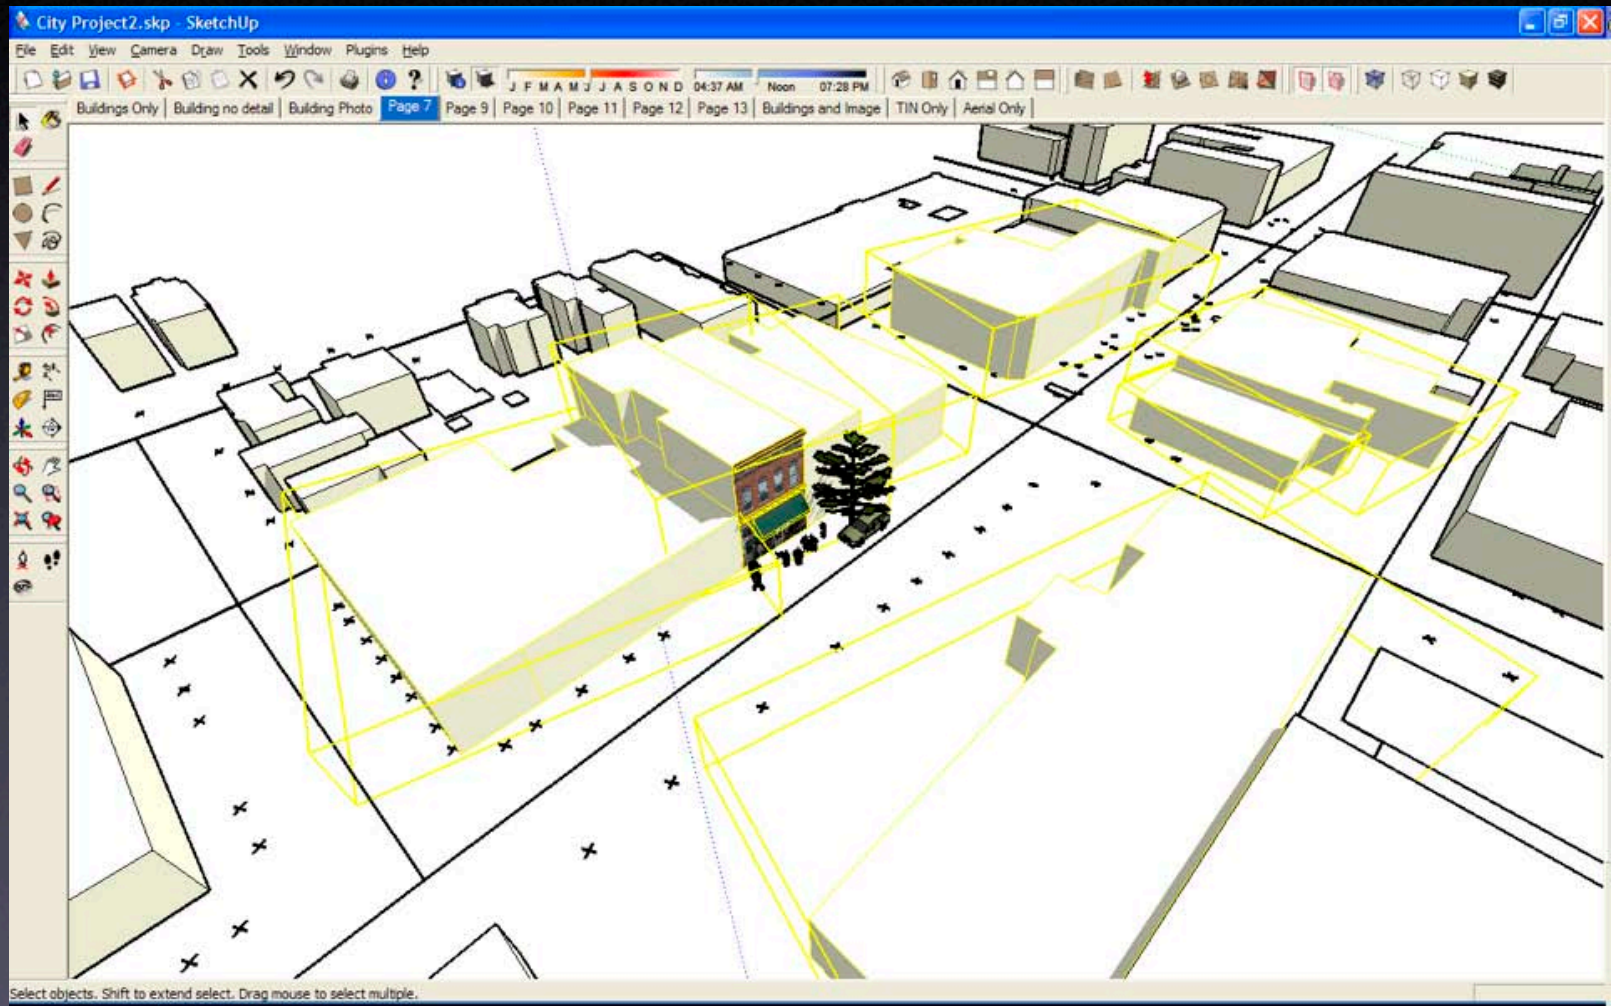 City Project2.skp - SketchUp
File Edit View Camera Draw Tools Window Plugins Help
J F M A M J J A S O N D 04:37 AM Noon 07:28 PM
Buildings Only Building no detail Building Photo Page 7 Page 9 Page 10 Page 11 Page 12 Page 13 Buildings and Image TIN Only Aerial Only
Select objects. Shift to extend select. Drag mouse to select multiple.